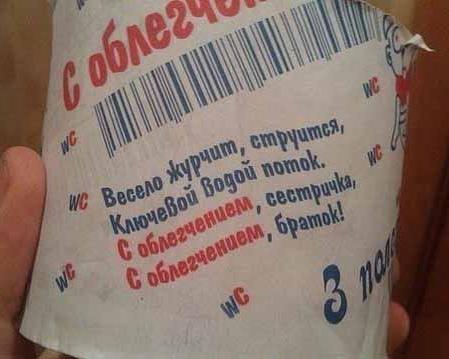 С облегчен
WC
WC
WC
Весело журчит, струится,
Ключевой водой поток.
WC
С облегчением, сестричка,
С облегчением, браток!
WC
WC
3